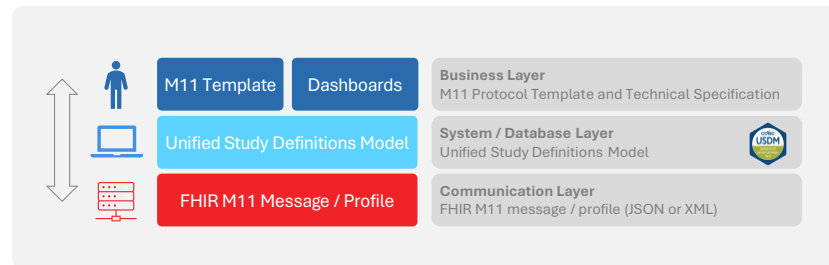 M11 Template
Dashboards
Business Layer
M11 Protocol Template and Technical Specification
Unified Study Definitions Model
System / Database Layer
Unified Study Definitions Model
USDM
FHIR M11 Message / Profile
Communication Layer
FHIR M11 message / profile (JSON or XML)